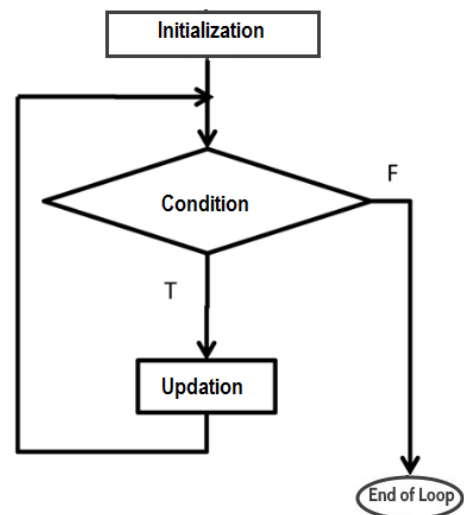 Initialization
F
Condition
T
Updation
End of Loop